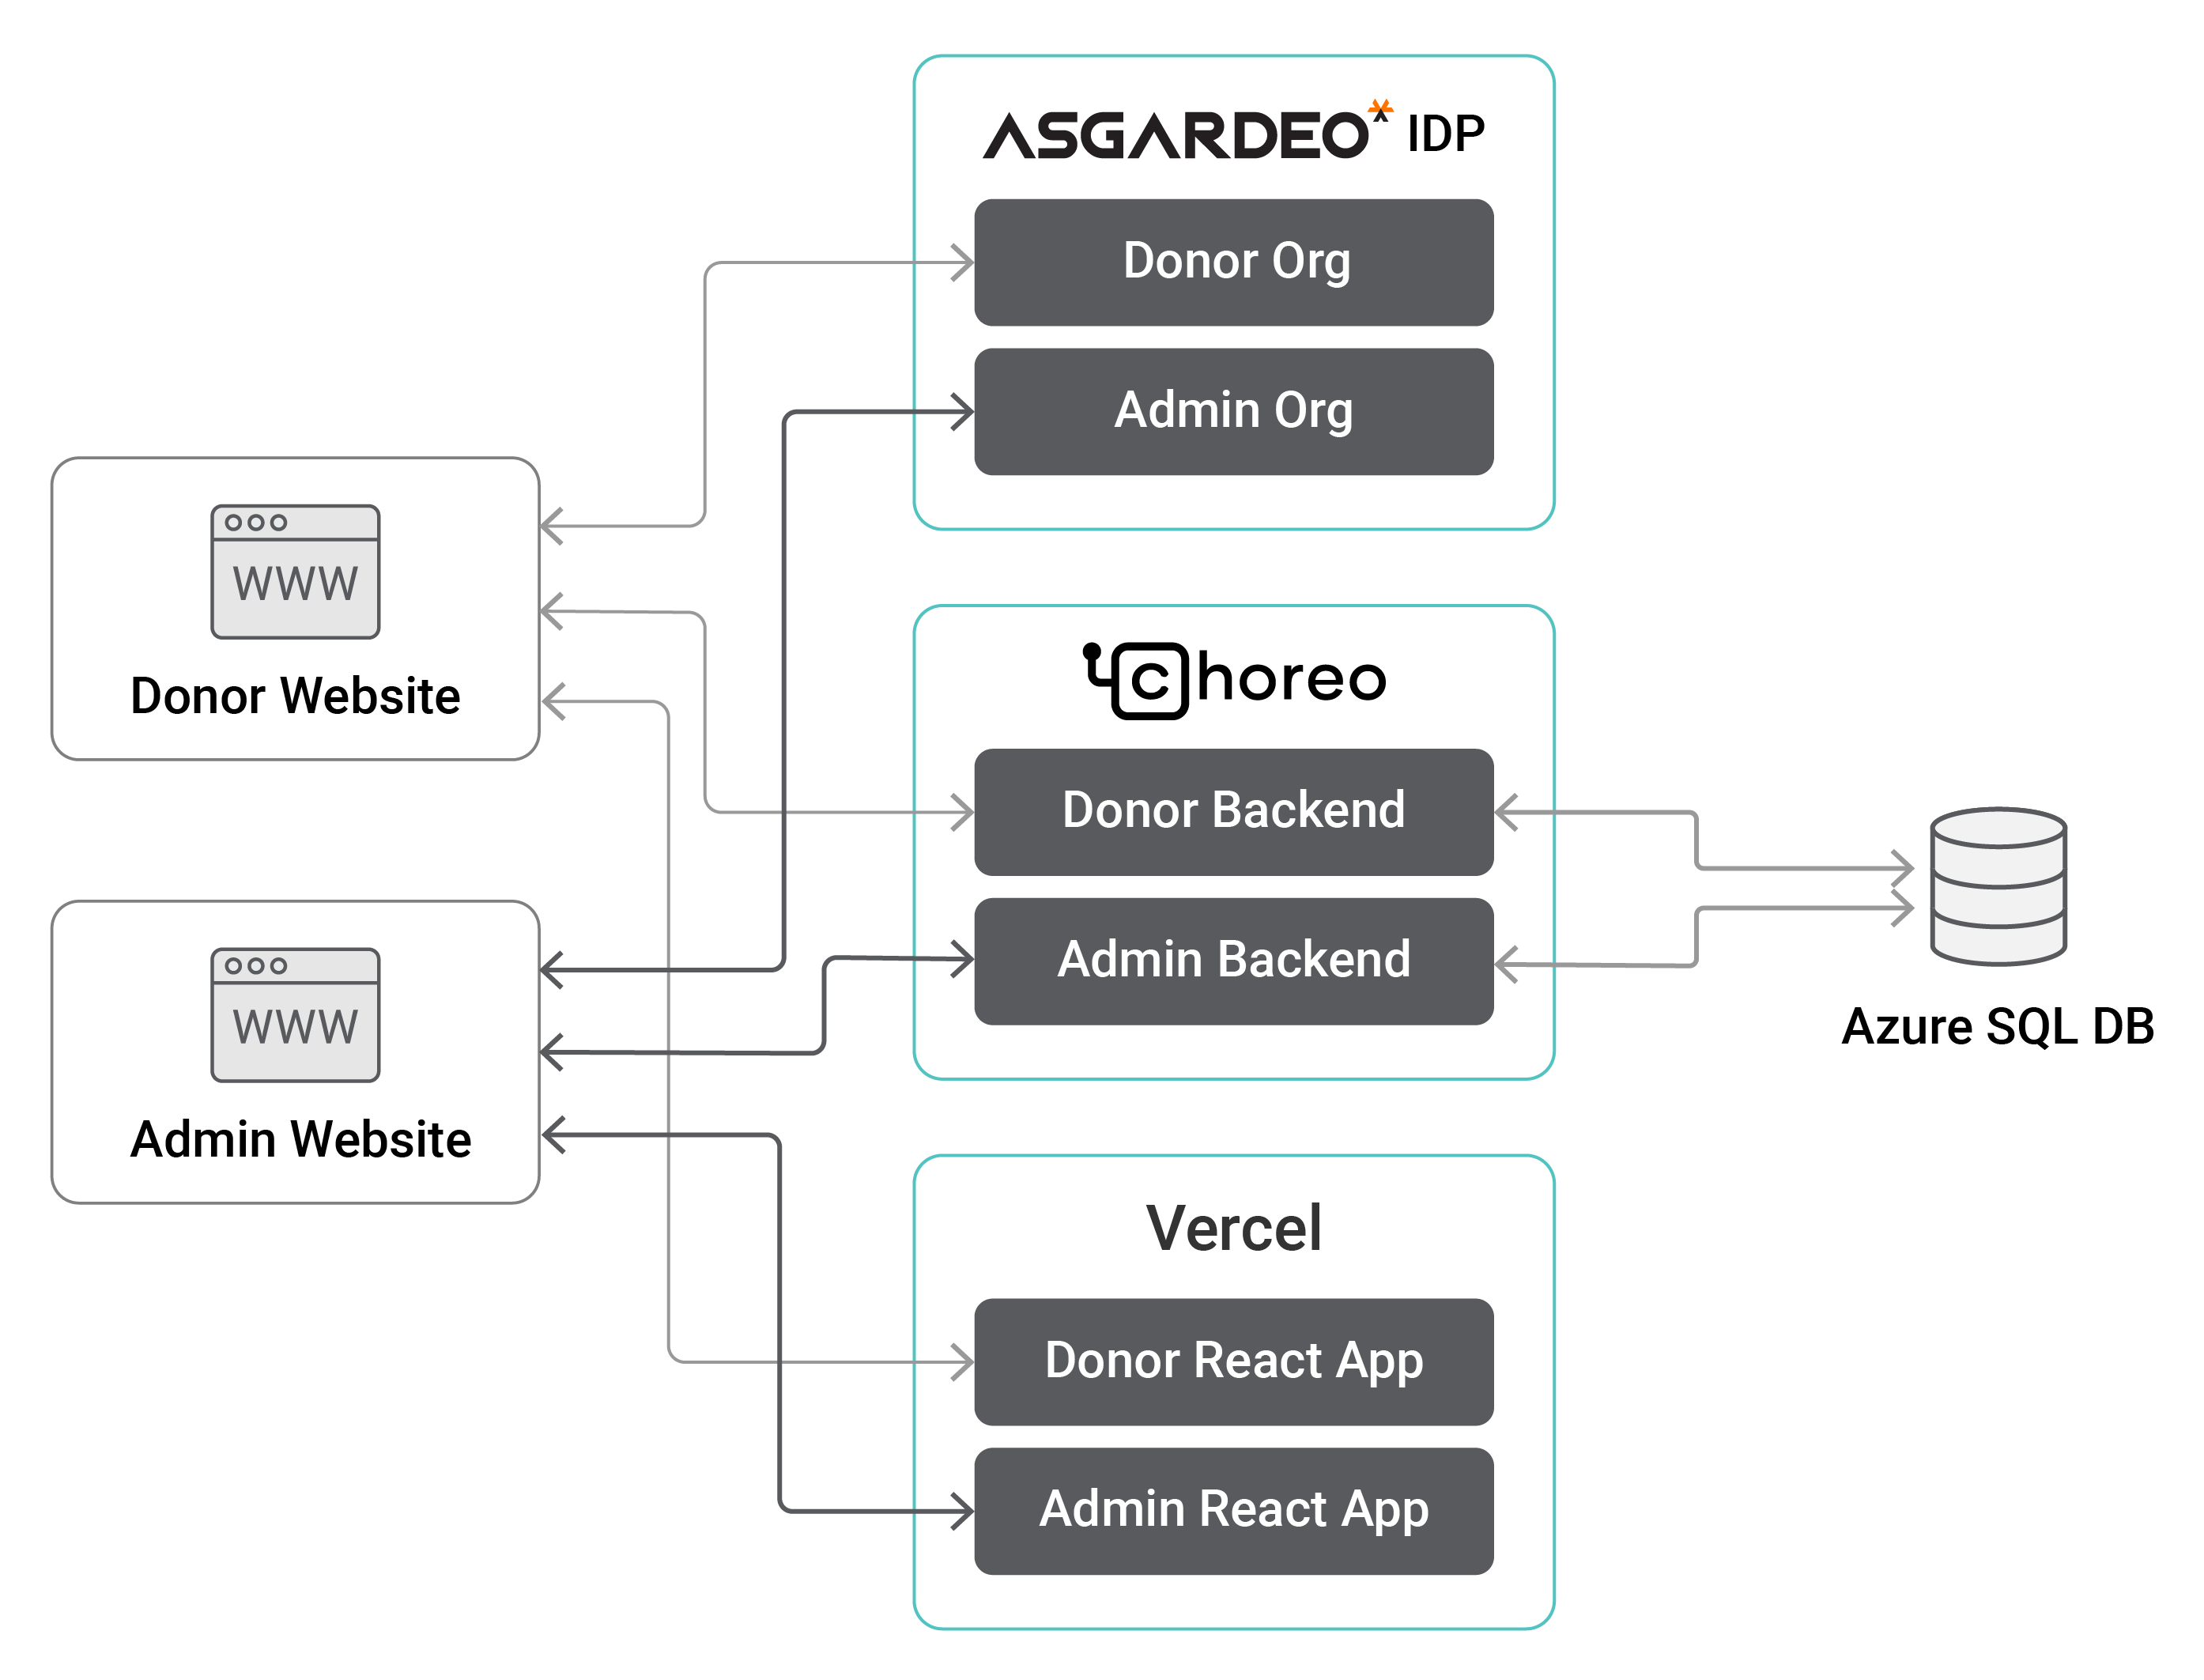 ASGARDEO IDP
Donor Org
Admin Org
WWW
Donor Website
choreo
Donor Backend
Admin Backend
Azure SQL DB
WWW
Admin Website
Vercel
Donor React App
Admin React App